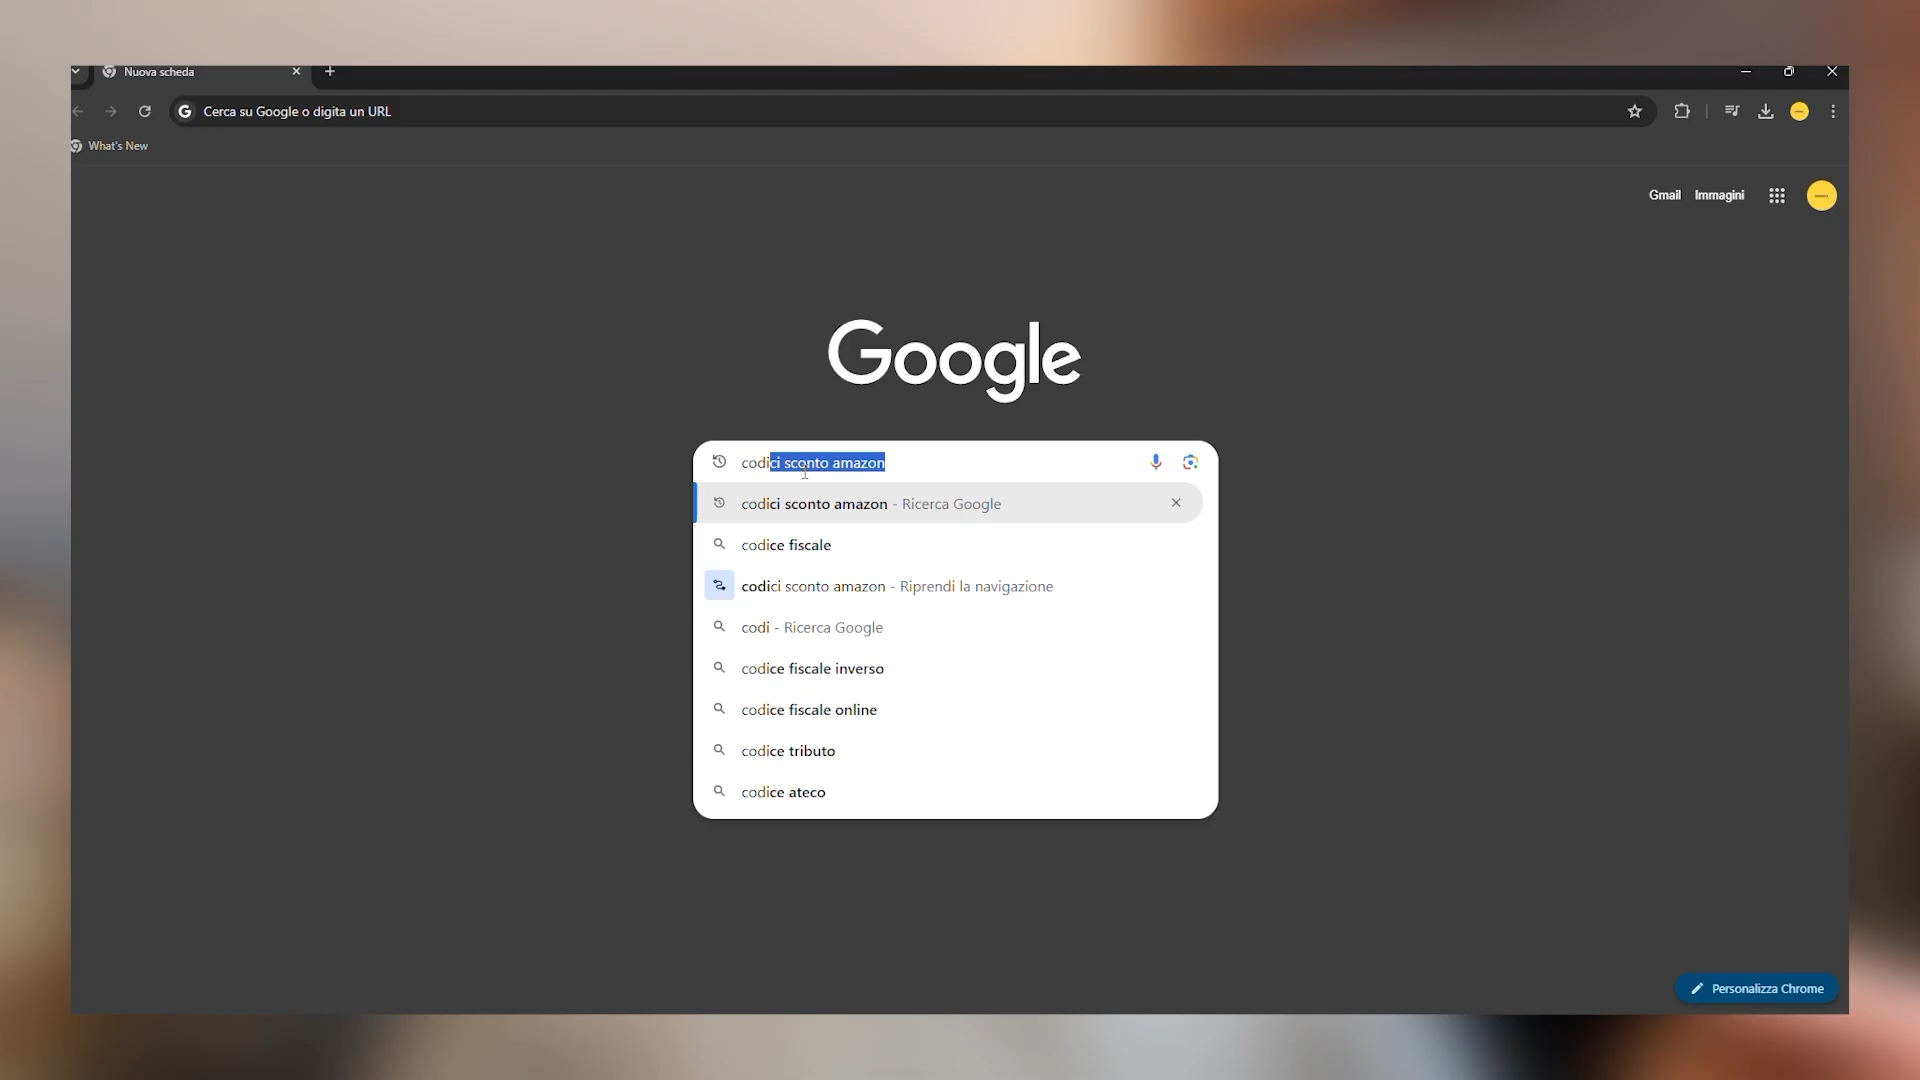 Nuova scheda
Cerca su Google o digita un URL
What's New
Gmail Immagini
Google
codici sconto amazon
codici sconto amazon - Ricerca Google
codice fiscale
codici sconto amazon - Riprendi la navigazione
codi - Ricerca Google
codice fiscale inverso
codice fiscale online
codice tributo
codice ateco
Personalizza Chrome